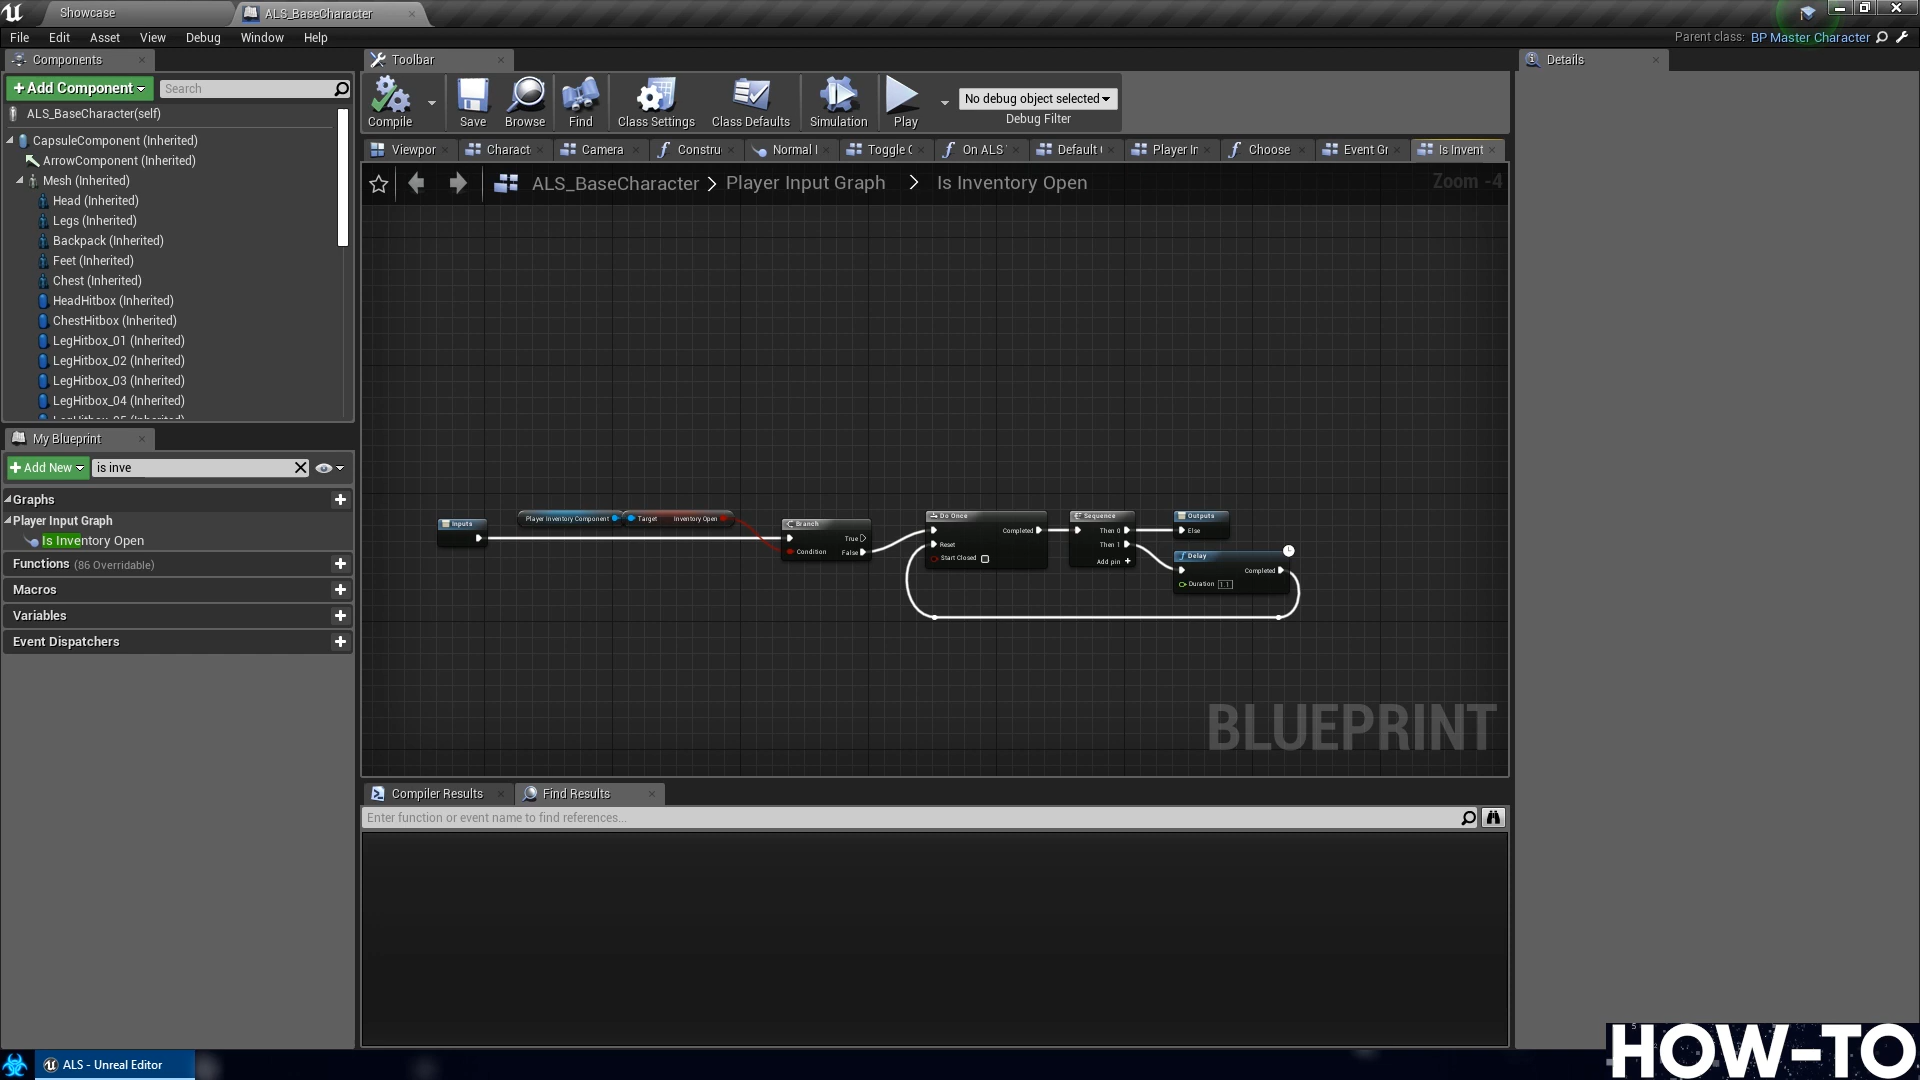 Showcase
ALS_BaseCharacter
File Edit Asset View Debug Window Help
Parent class: BP Master Character
Components
Toolbar
Details
+ Add Component
Search
Compile
Save
Browse
Find
Class Settings
Class Defaults
Simulation
Play
No debug object selected
Debug Filter
ALS_BaseCharacter(self)
CapsuleComponent (Inherited)
ArrowComponent (Inherited)
Mesh (Inherited)
Head (Inherited)
Legs (Inherited)
Backpack (Inherited)
Feet (Inherited)
Chest (Inherited)
HeadHitbox (Inherited)
ChestHitbox (Inherited)
LegHitbox_01 (Inherited)
LegHitbox_02 (Inherited)
LegHitbox_03 (Inherited)
LegHitbox_04 (Inherited)
Viewpor
Charact
Camera
Constru
Normal I
Toggle
On ALS
Default
Player In
Choose
Event Gr
Is Invent
ALS_BaseCharacter > Player Input Graph > Is Inventory Open
Zoom -4
My Blueprint
+ Add New
is inve
Graphs
Player Input Graph
Is Inventory Open
Functions (86 Overridable)
Macros
Variables
Event Dispatchers
Inputs
Player Inventory Component
Target
Inventory Open
Branch
True
Condition
False
Do Once
Completed
Reset
Start Closed
Sequence
Then 0
Then 1
Add pin +
Outputs
Else
Delay
Completed
Duration 1.1
BLUEPRINT
Compiler Results
Find Results
Enter function or event name to find references...
ALS - Unreal Editor
HOW-TO